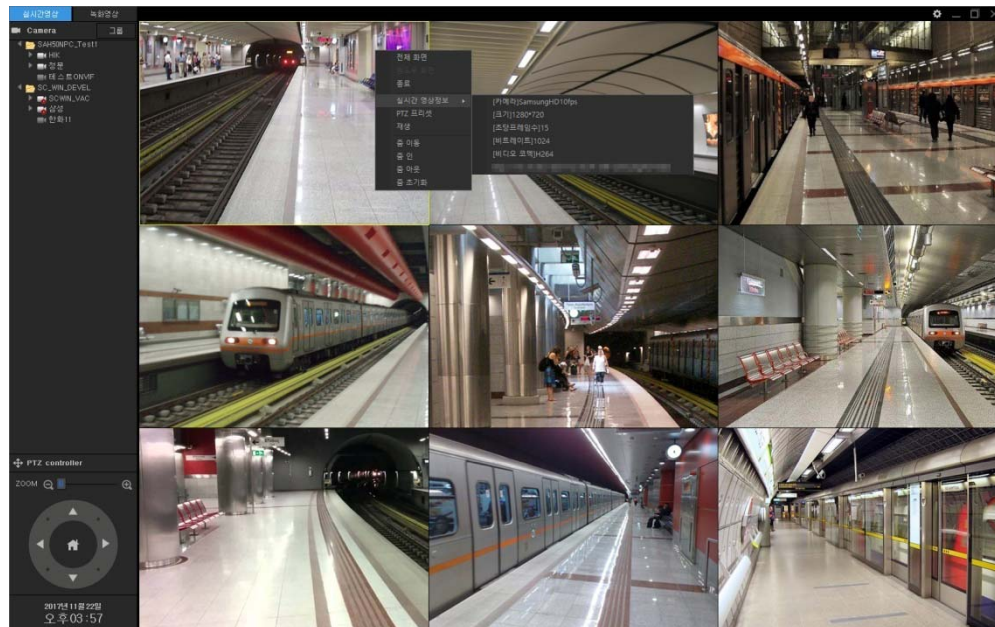 실시간영상
녹화영상
Camera
그룹
SAH50NPC_Test1
HIK
정문
테스트ONVIF
SC_WIN_DEVEL
SCWIN_VAC
삼성
한화11
전체 화면
종료
실시간 영상정보
PTZ 프리셋
재생
줌 이동
줌 인
줌 아웃
줌 초기화
[카메라]SamsungHD10fps
[크기]1280*720
[초당프레임수]15
[비트레이트]1024
[비디오 코덱]H264
PTZ controller
ZOOM
2017년 11월 22일
오후 03:57